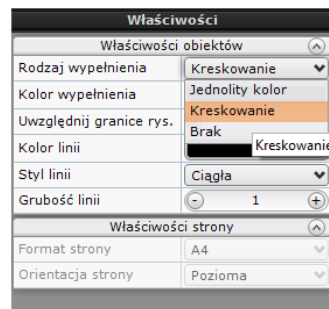 Właściwości
Właściwości obiektów
Rodzaj wypełnienia Kreskowanie
Kolor wypełnienia Jednolity kolor
Kreskowanie
Uwzględnij granice rys.
Brak
Kolor linii Kreskowanie
Styl linii Ciągła
Grubość linii - 1 +
Właściwości strony
Format strony A4
Orientacja strony Pozioma